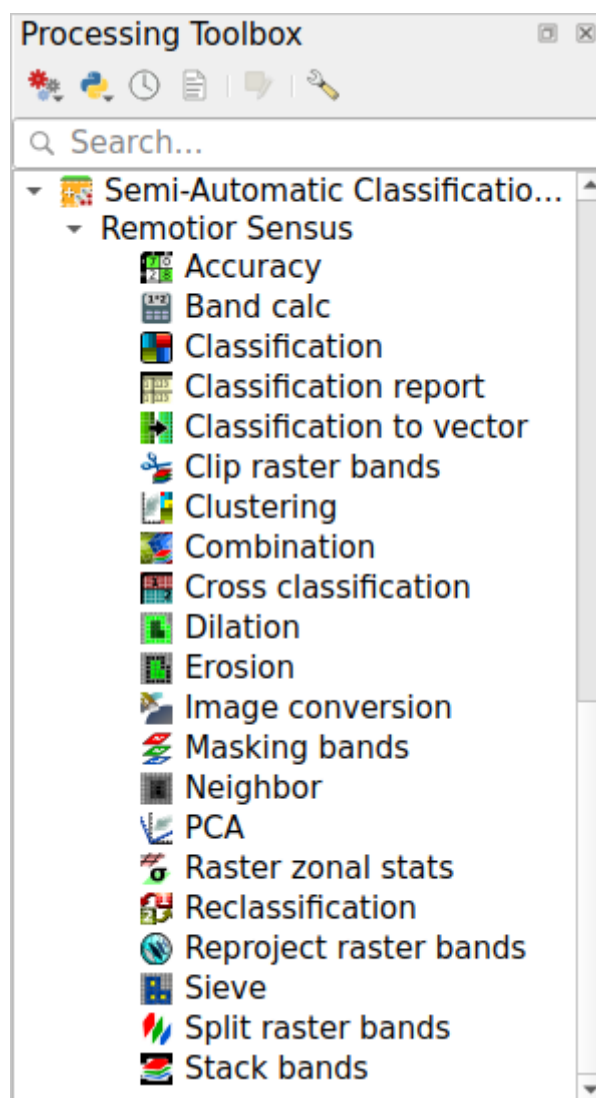 Processing Toolbox
Search...
Semi-Automatic Classificatio...
Remotior Sensus
Accuracy
Band calc
Classification
Classification report
Classification to vector
Clip raster bands
Clustering
Combination
Cross classification
Dilation
Erosion
Image conversion
Masking bands
Neighbor
PCA
Raster zonal stats
Reclassification
Reproject raster bands
Sieve
Split raster bands
Stack bands